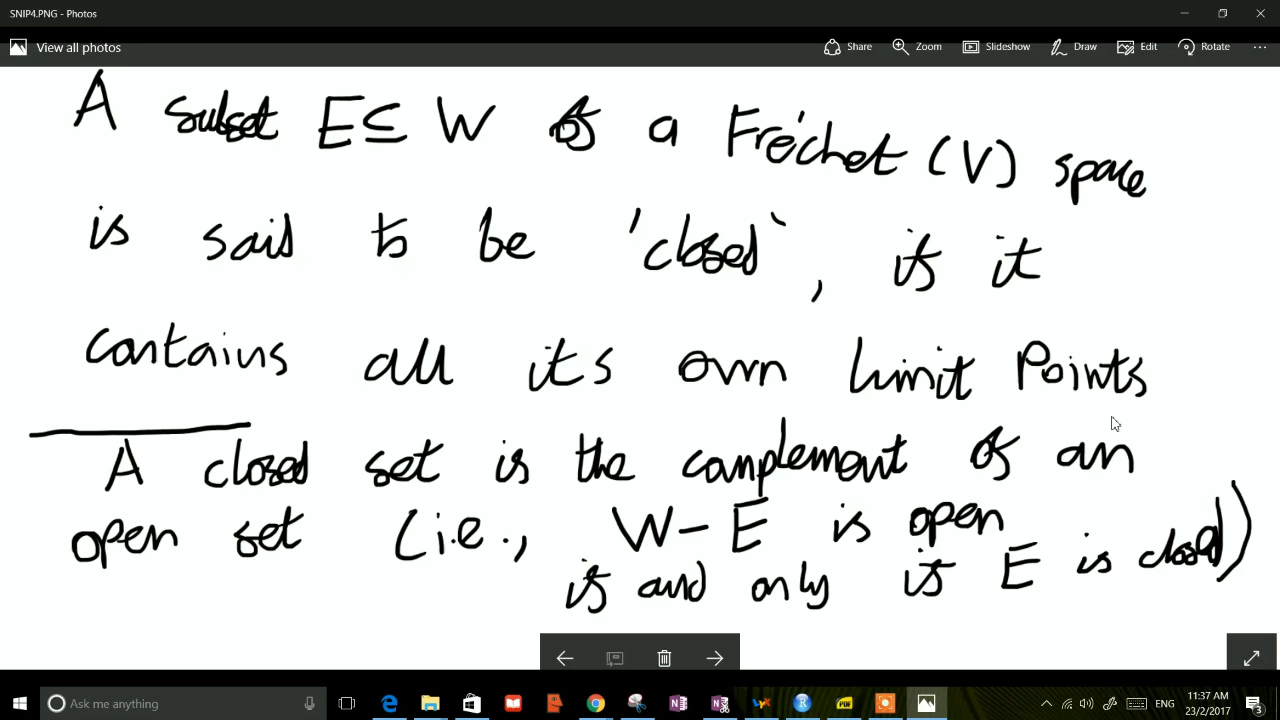 SNIP4.PNG - Photos
View all photos
Share
Zoom
Slideshow
Draw
Edit
Rotate
A subset E⊆ W of a Fréchet (V) space
is said to be 'closed`, if it
contains all its own limit Points
A closed set is the complement of an
open set (i.e., W-E is open
if and only if E is closed)
Ask me anything
ENG
11:37 AM
23/2/2017
3